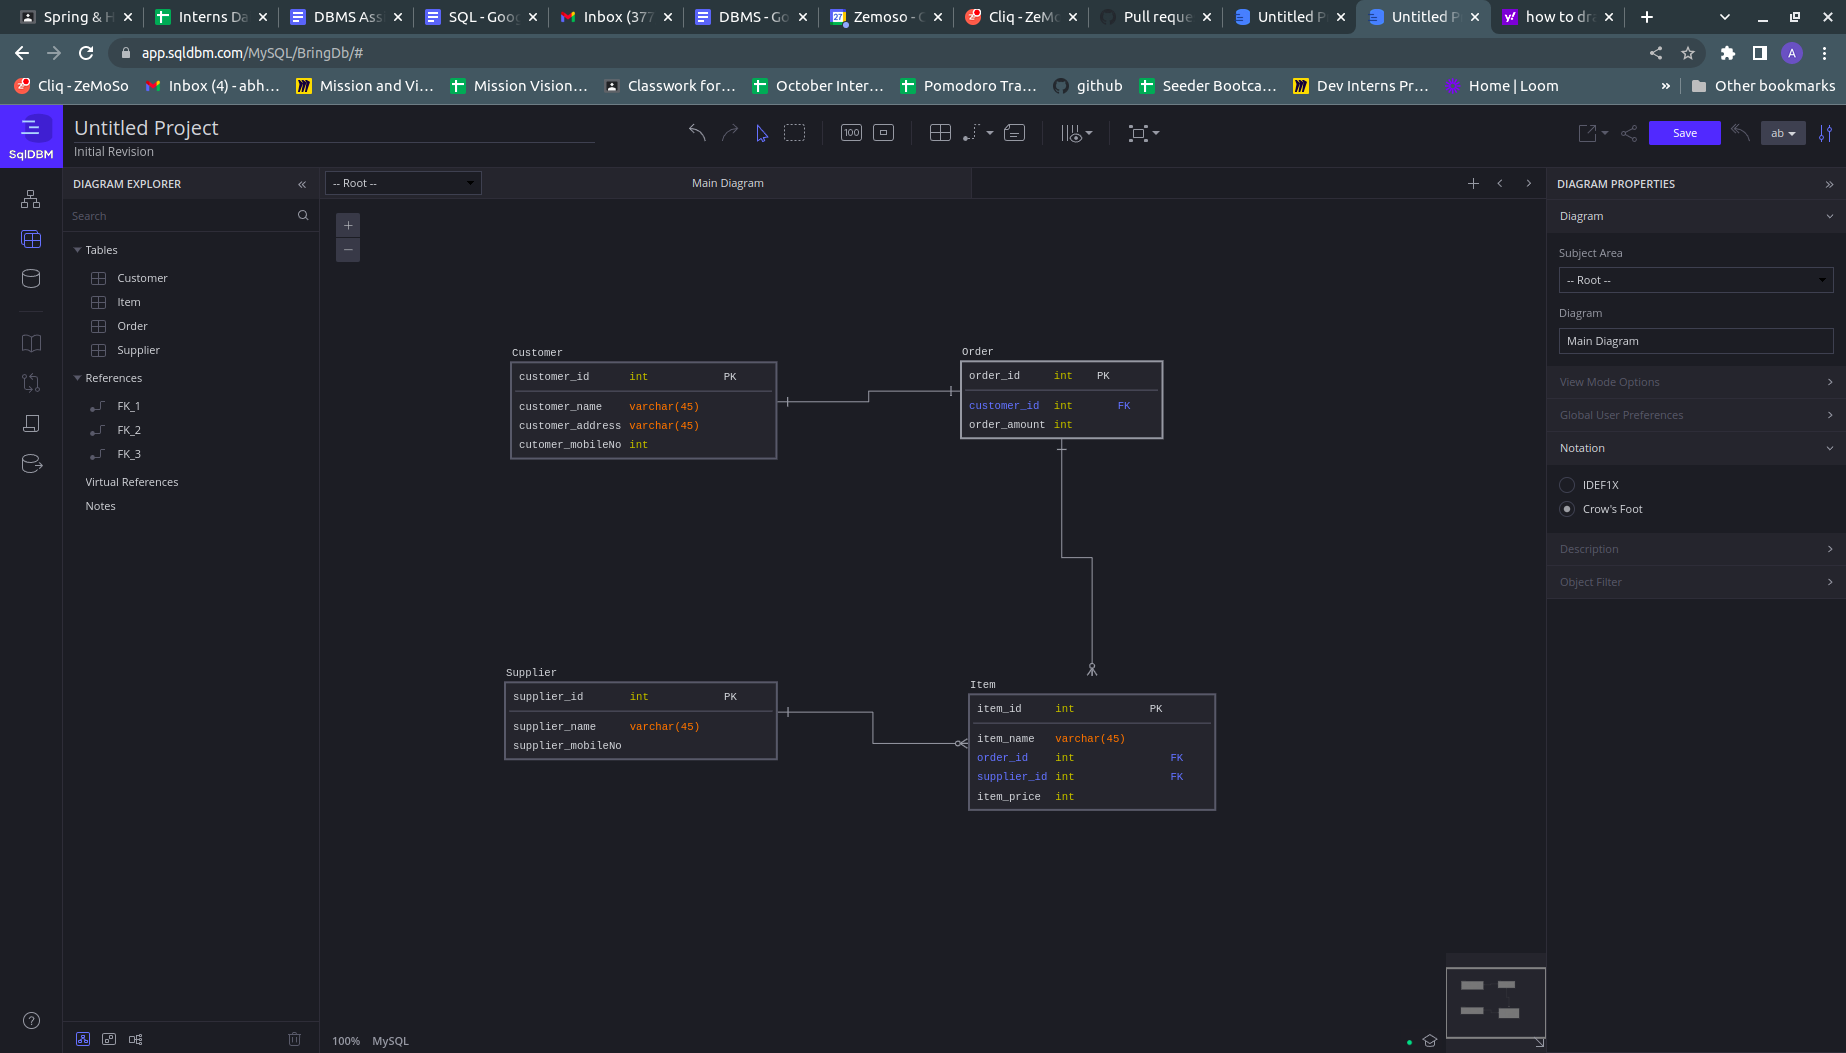 Spring & H
Interns Da
DBMS Ass
SQL - Goog
Inbox (377
DBMS - Go
Zemoso - C
Cliq - ZeMo
Pull reque
Untitled P
Untitled P
how to dra
app.sqldbm.com/MySQL/BringDb/#
A
Cliq - ZeMoSo
Inbox (4) - abh...
Mission and Vi...
Mission Vision...
Classwork for...
October Inter...
Pomodoro Tra...
github
Seeder Bootca...
Dev Interns Pr...
Home | Loom
»
Other bookmarks
SqlDBM
Untitled Project
Initial Revision
100
Save
ab
DIAGRAM EXPLORER
«
-- Root --
Main Diagram
DIAGRAM PROPERTIES
»
Search
Tables
Customer
Item
Order
Supplier
References
FK_1
FK_2
FK_3
Virtual References
Notes
+
−
Customer
customer_id int PK
customer_name varchar(45)
customer_address varchar(45)
cutomer_mobileNo int
Order
order_id int PK
customer_id int FK
order_amount int
Supplier
supplier_id int PK
supplier_name varchar(45)
supplier_mobileNo
Item
item_id int PK
item_name varchar(45)
order_id int FK
supplier_id int FK
item_price int
Diagram
Subject Area
-- Root --
Diagram
Main Diagram
View Mode Options
Global User Preferences
Notation
IDEF1X
Crow's Foot
Description
Object Filter
100% MySQL